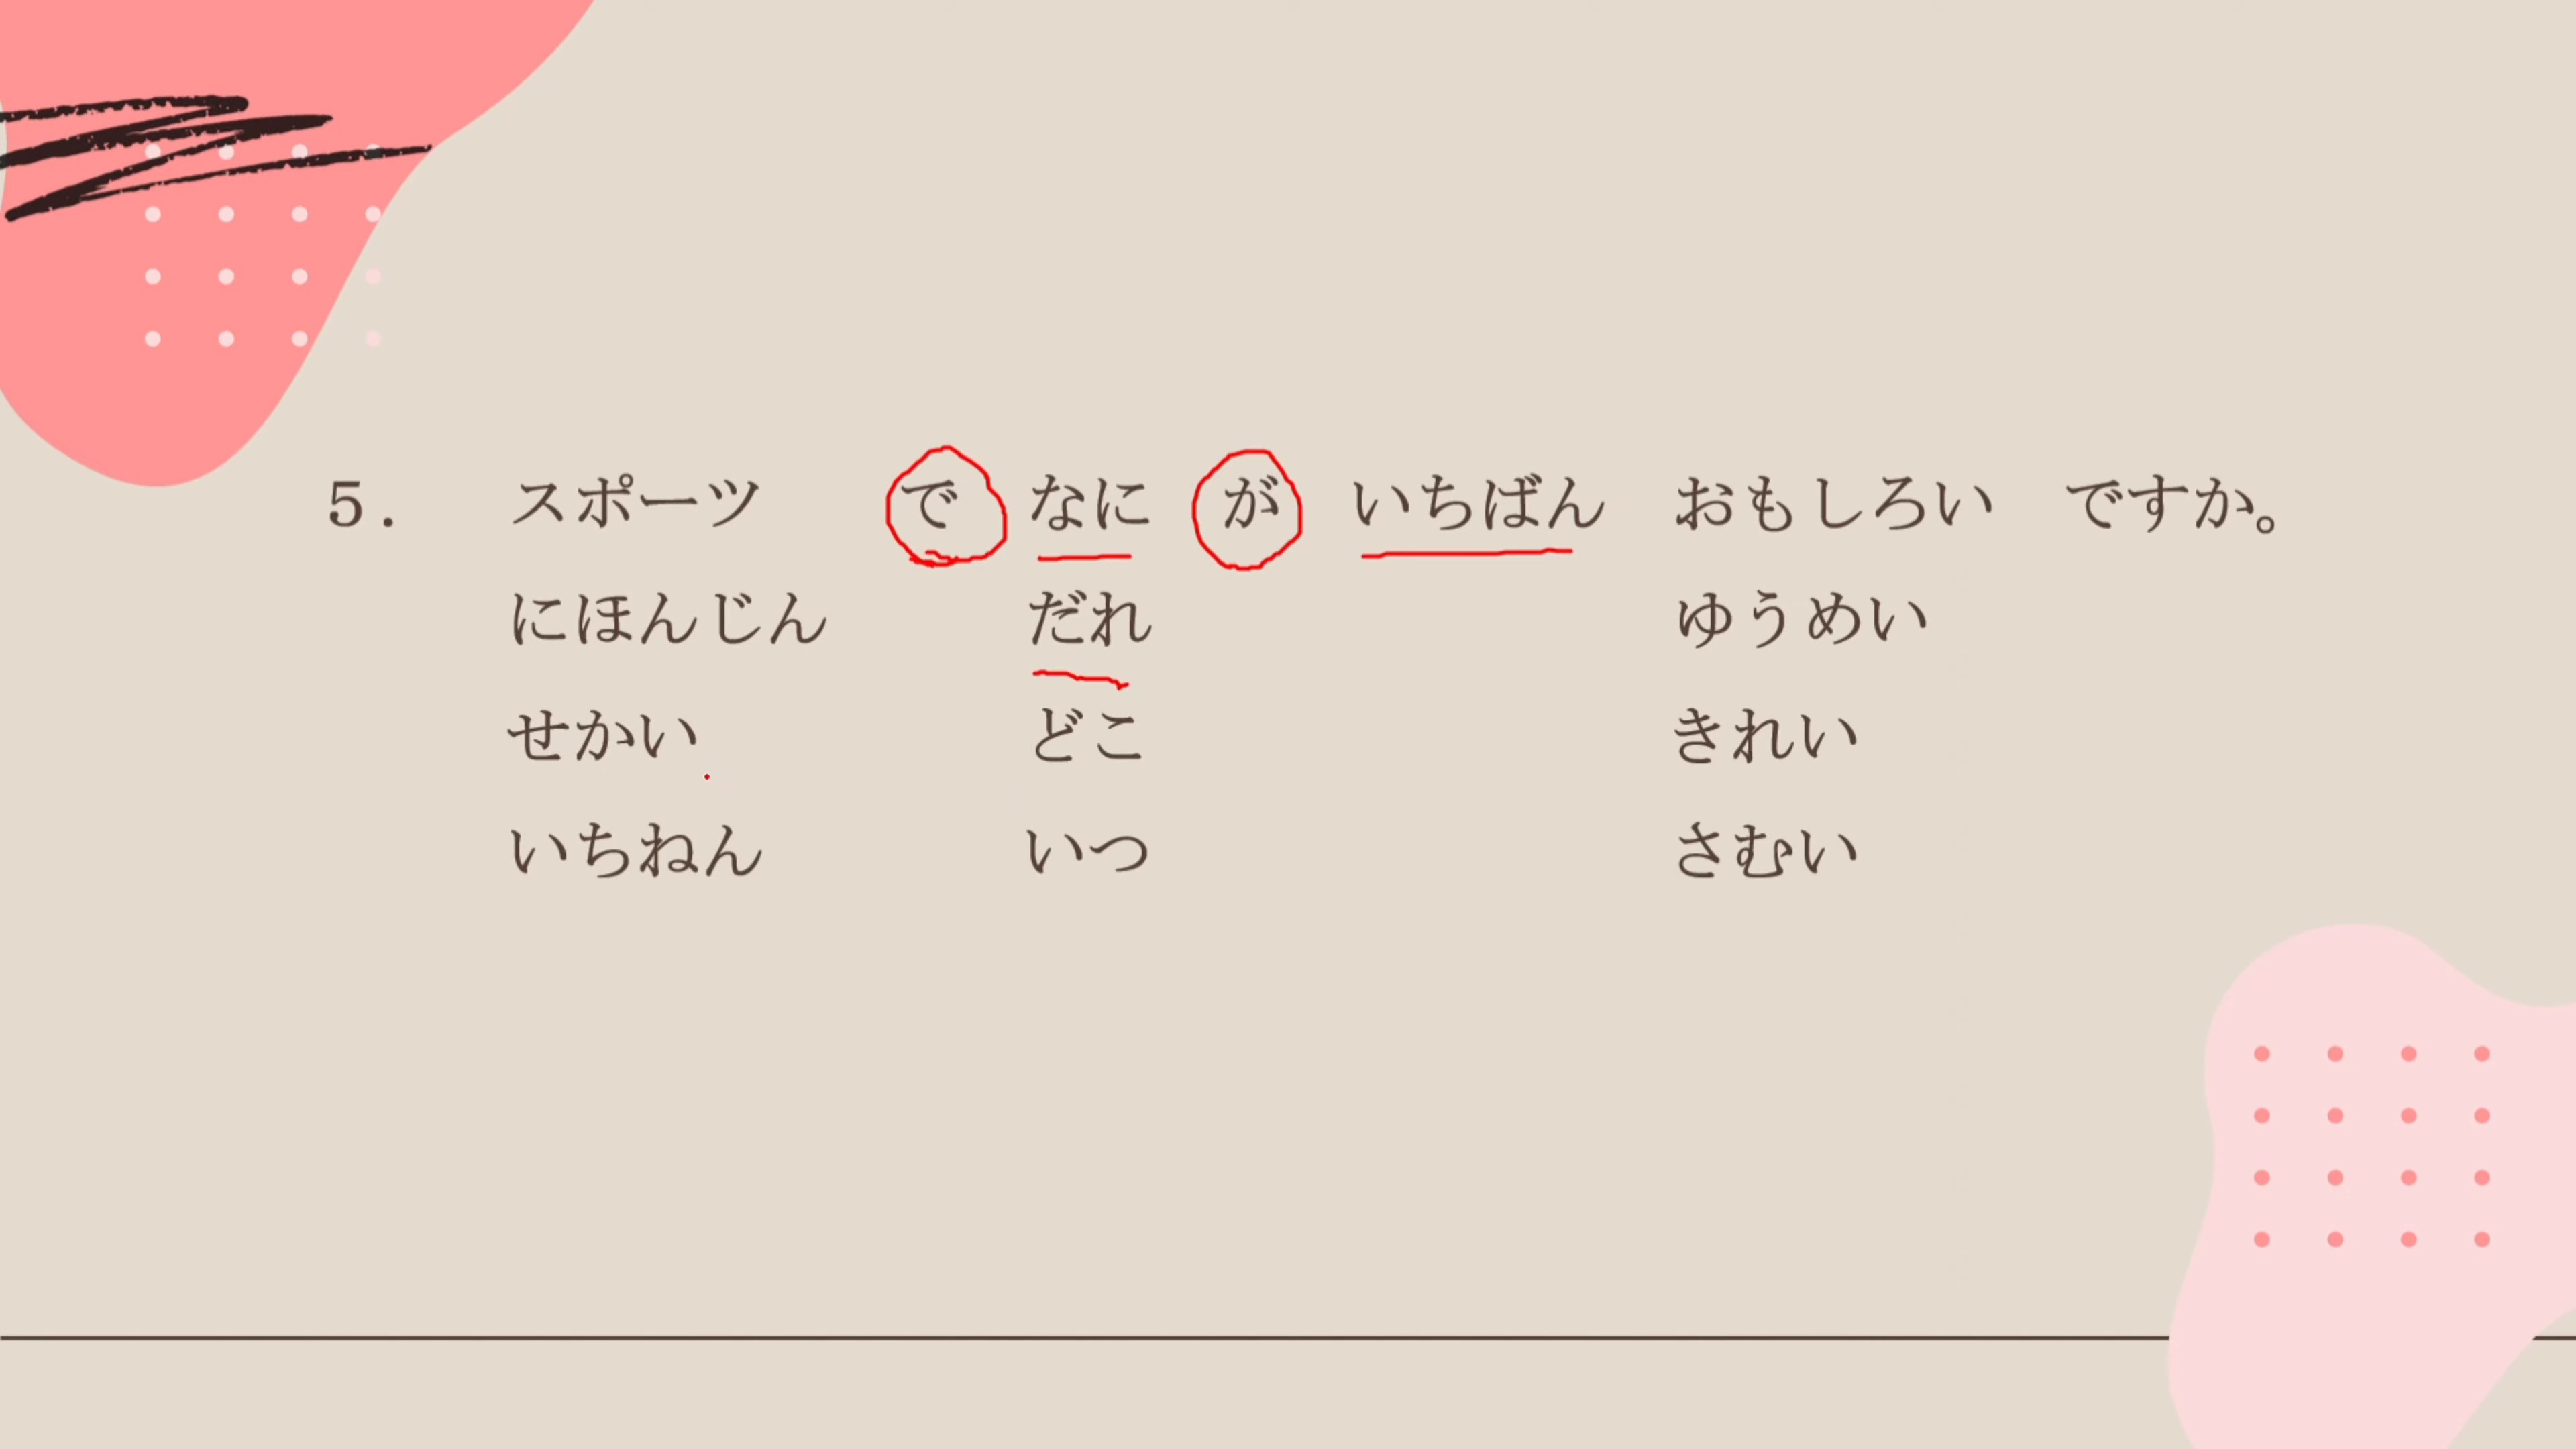 5. スポーツ で なに が いちばん おもしろい ですか。
にほんじん だれ ゆうめい
せかい どこ きれい
いちねん いつ さむい